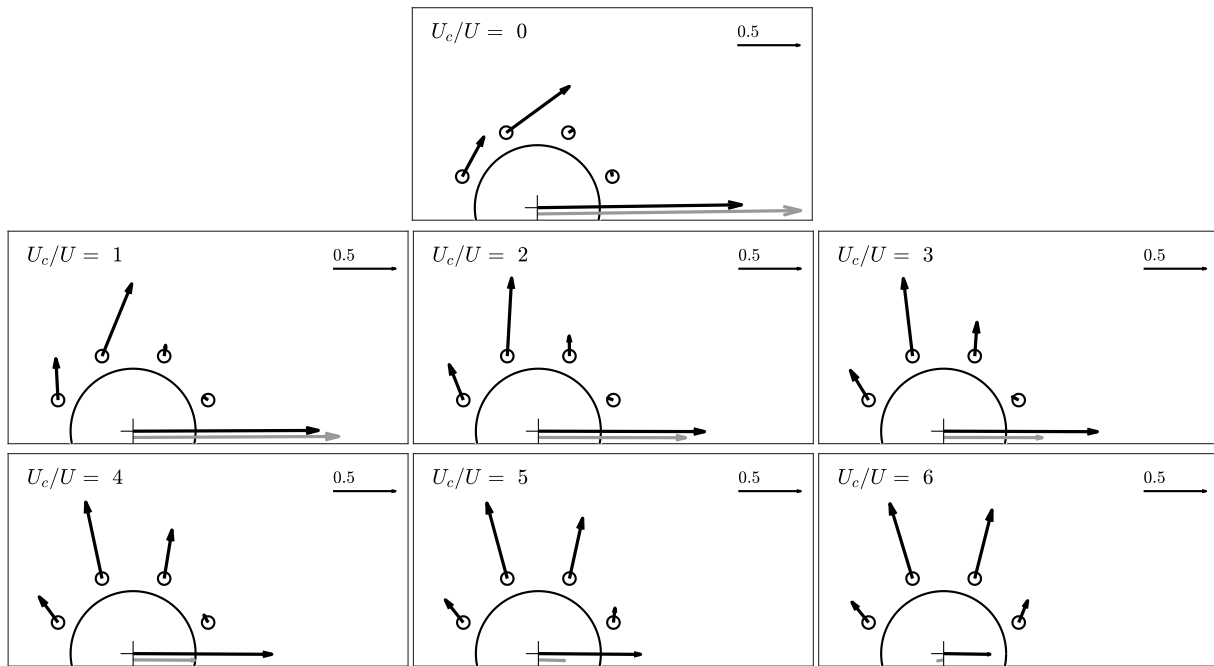 U_c/U = 0
0.5
U_c/U = 1
0.5
U_c/U = 2
0.5
U_c/U = 3
0.5
U_c/U = 4
0.5
U_c/U = 5
0.5
U_c/U = 6
0.5